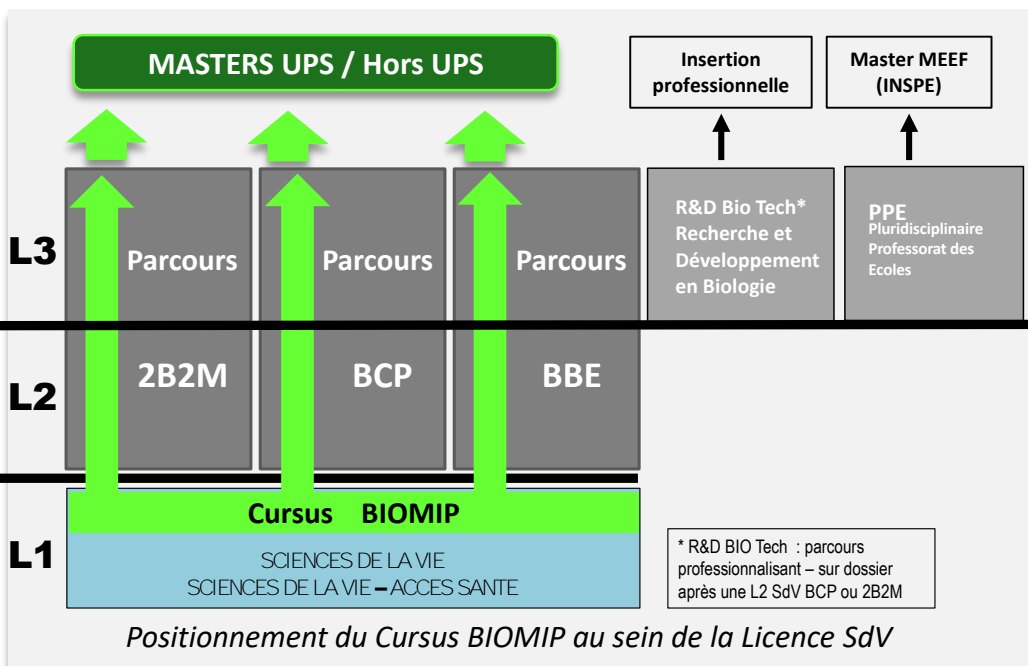 MASTERS UPS / Hors UPS
Insertion
professionnelle
Master MEEF
(INSPE)
L3
Parcours
Parcours
Parcours
R&D Bio Tech*
Recherche et
Développement
en Biologie
PPE
Pluridisciplinaire
Professorat des
Ecoles
L2
2B2M
BCP
BBE
L1
Cursus BIOMIP
SCIENCES DE LA VIE
SCIENCES DE LA VIE – ACCES SANTE
* R&D BIO Tech : parcours
professionnalisant – sur dossier
après une L2 SdV BCP ou 2B2M
Positionnement du Cursus BIOMIP au sein de la Licence SdV